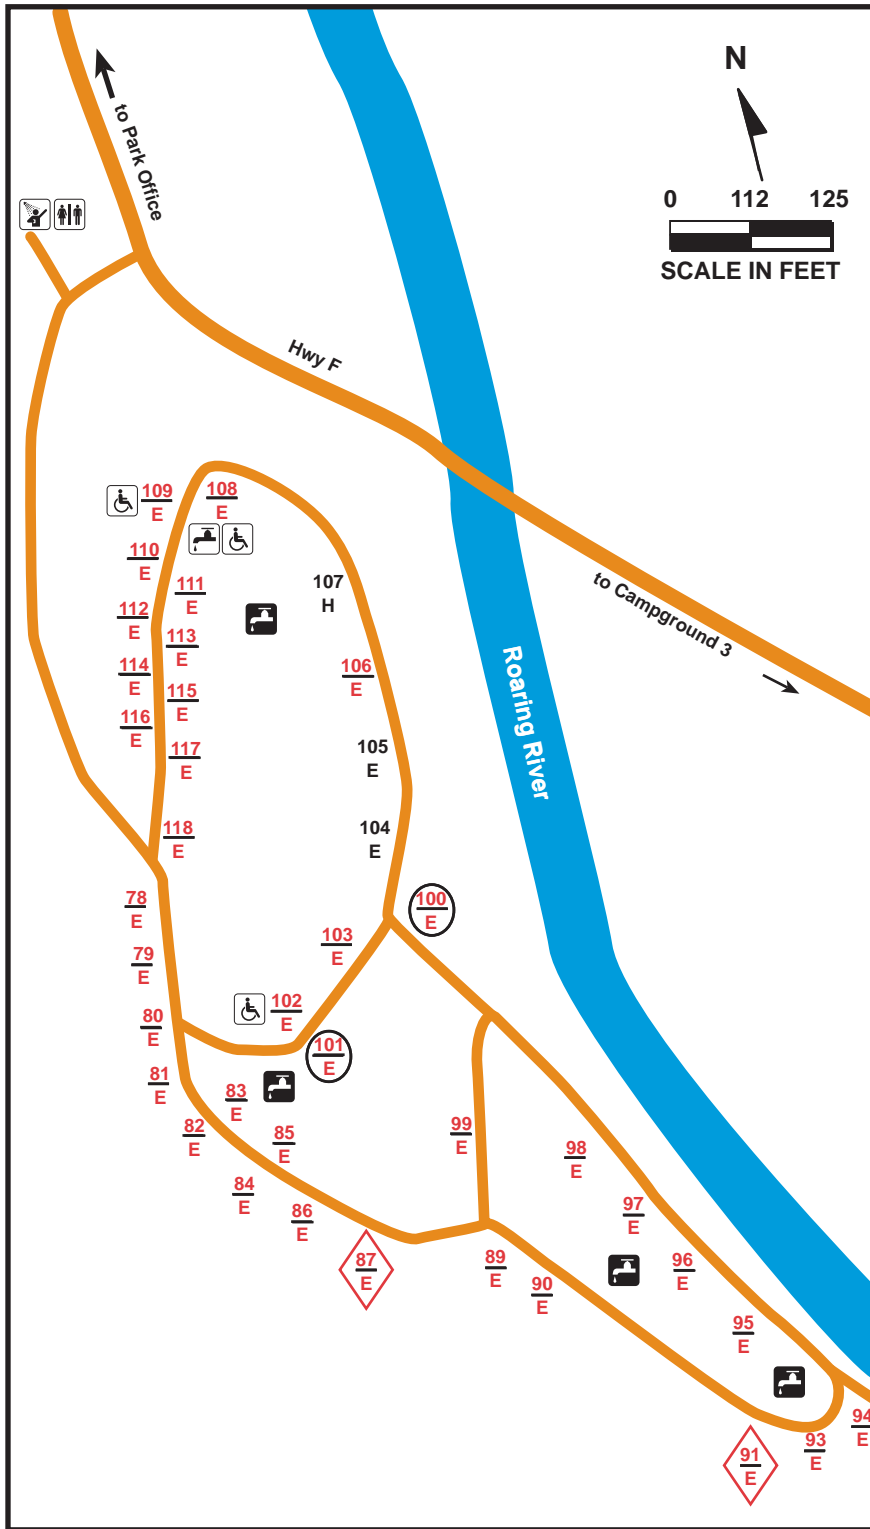 N
to Park Office
0 112 125
SCALE IN FEET
Hwy F
109
E
108
E
110
E
111
E
107
H
112
E
113
E
to Campground 3
114
E
106
E
115
E
Roaring River
116
E
117
E
105
E
118
E
104
E
78
E
100
E
103
E
79
E
102
E
80
E
101
E
81
E
83
E
82
E
85
E
99
E
98
E
84
E
86
E
97
E
87
E
89
E
90
E
96
E
95
E
94
E
93
E
91
E